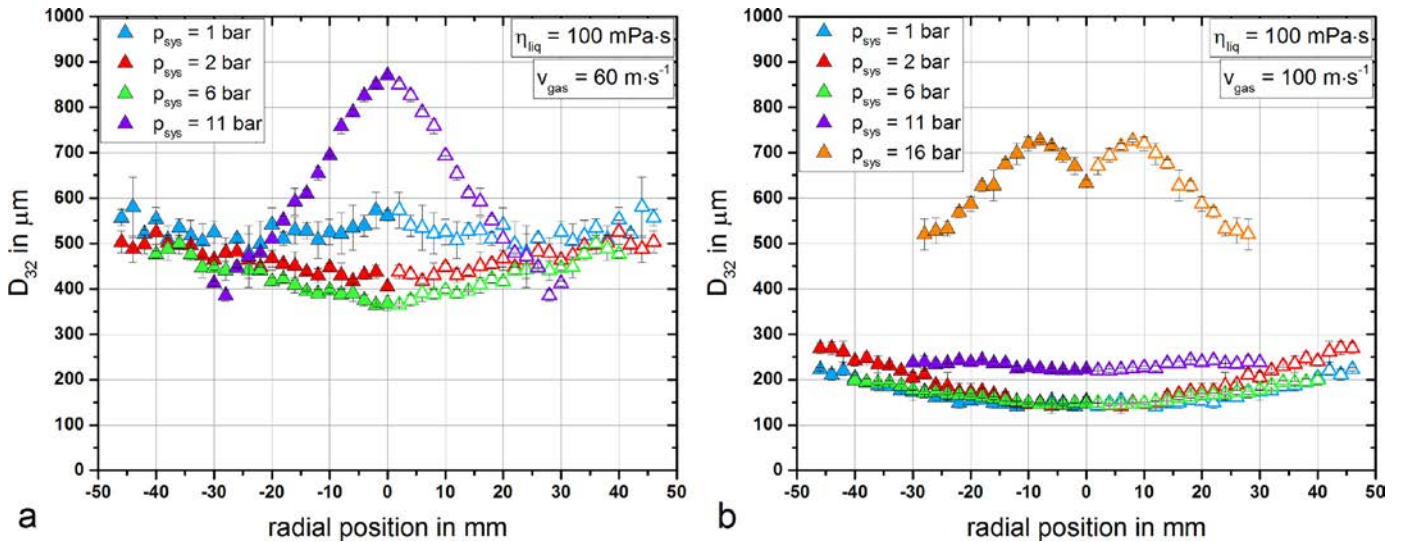 1000
900
800
700
600
500
400
300
200
100
0
D₃₂ in μm
p_sys = 1 bar
p_sys = 2 bar
p_sys = 6 bar
p_sys = 11 bar
η_liq = 100 mPa·s
v_gas = 60 m·s⁻¹
-50 -40 -30 -20 -10 0 10 20 30 40 50
radial position in mm
a
1000
900
800
700
600
500
400
300
200
100
0
D₃₂ in μm
p_sys = 1 bar
p_sys = 2 bar
p_sys = 6 bar
p_sys = 11 bar
p_sys = 16 bar
η_liq = 100 mPa·s
v_gas = 100 m·s⁻¹
-50 -40 -30 -20 -10 0 10 20 30 40 50
radial position in mm
b